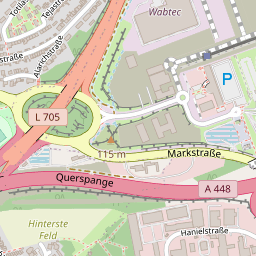 Wabtec
Alarichstraße
P
L 705
115 m
Markstraße
Querspange
A 448
Hinterste
Feld
Hanielstraße